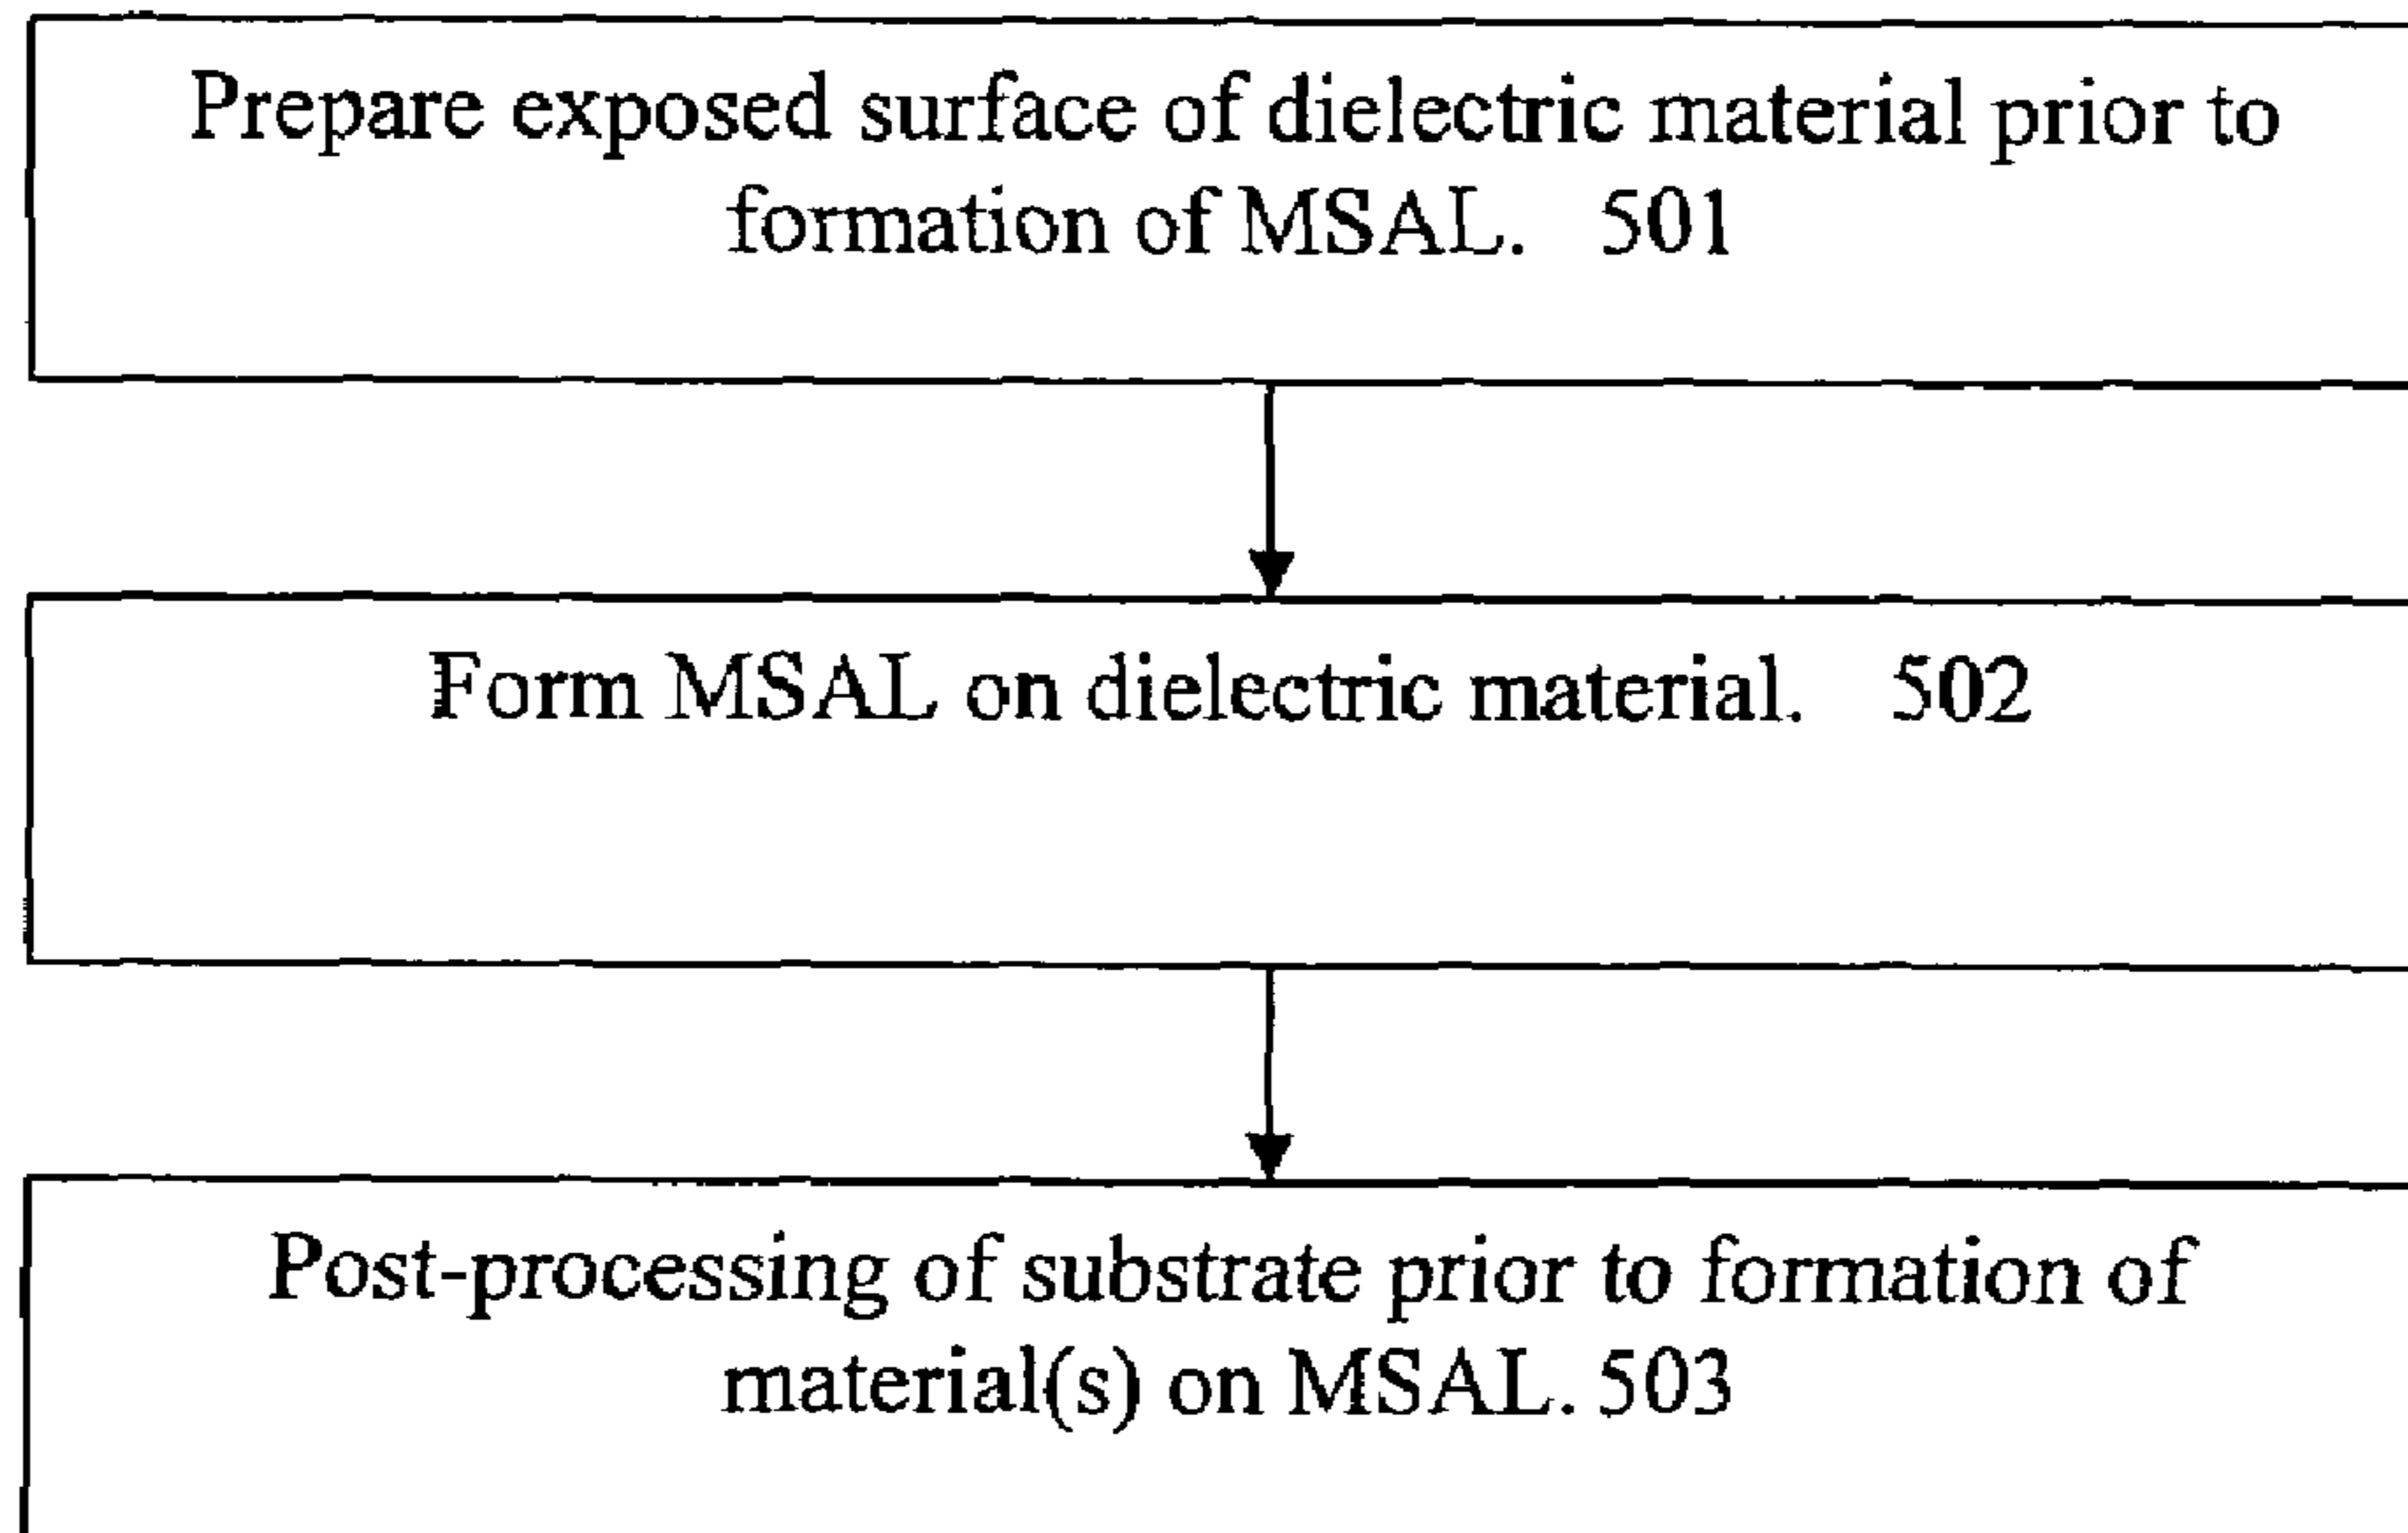 Prepare exposed surface of dielectric material prior to
formation of MSAL. 501
Form MSAL on dielectric material. 502
Post-processing of substrate prior to formation of
material(s) on MSAL. 503